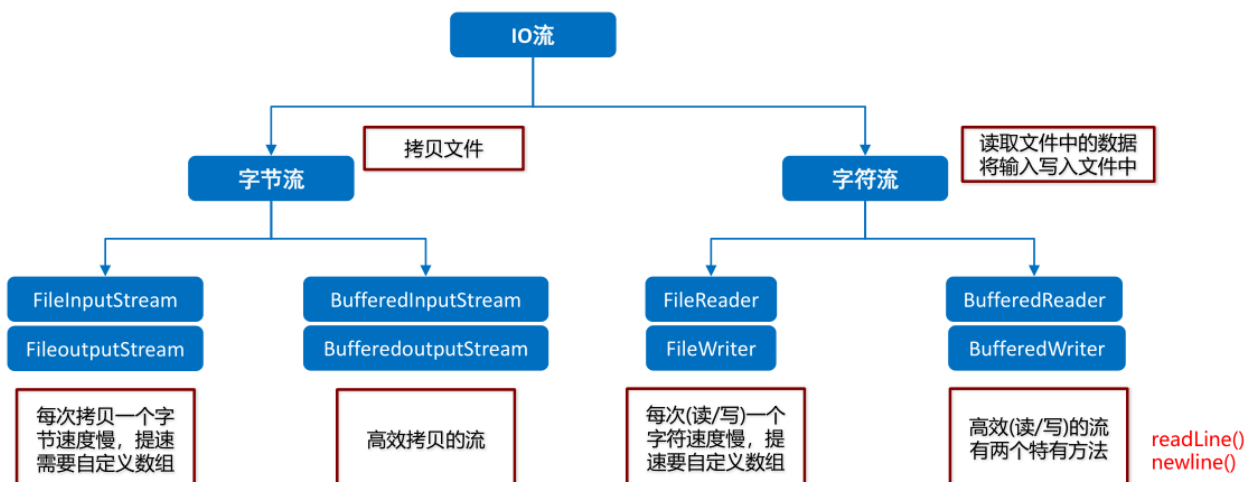 IO流
拷贝文件
读取文件中的数据
将输入写入文件中
字节流
字符流
FileInputStream
BufferedInputStream
FileReader
BufferedReader
FileoutputStream
BufferedoutputStream
FileWriter
BufferedWriter
每次拷贝一个字
节速度慢，提速
需要自定义数组
高效拷贝的流
每次(读/写)一个
字符速度慢，提
速要自定义数组
高效(读/写)的流
有两个特有方法
readLine()
newline()